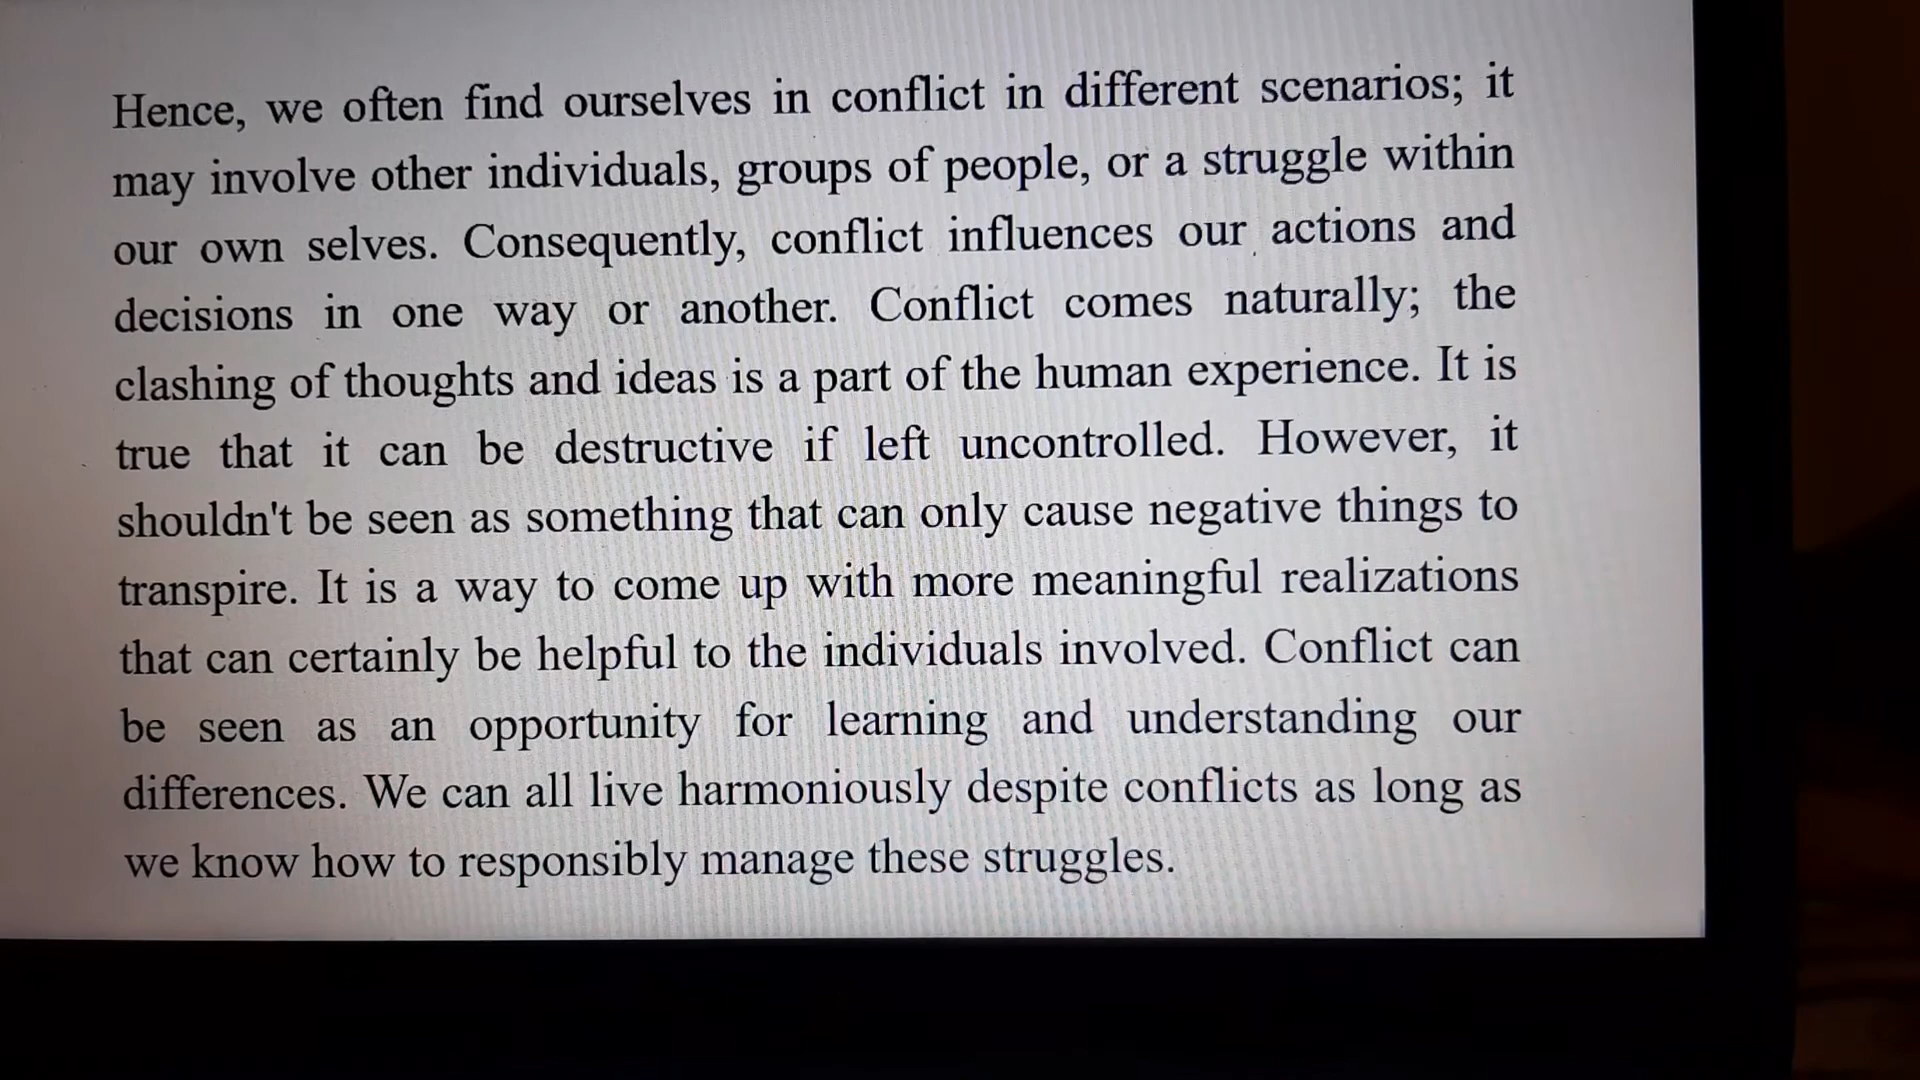 Hence, we often find ourselves in conflict in different scenarios; it
may involve other individuals, groups of people, or a struggle within
our own selves. Consequently, conflict influences our actions and
decisions in one way or another. Conflict comes naturally; the
clashing of thoughts and ideas is a part of the human experience. It is
true that it can be destructive if left uncontrolled. However, it
shouldn't be seen as something that can only cause negative things to
transpire. It is a way to come up with more meaningful realizations
that can certainly be helpful to the individuals involved. Conflict can
be seen as an opportunity for learning and understanding our
differences. We can all live harmoniously despite conflicts as long as
we know how to responsibly manage these struggles.